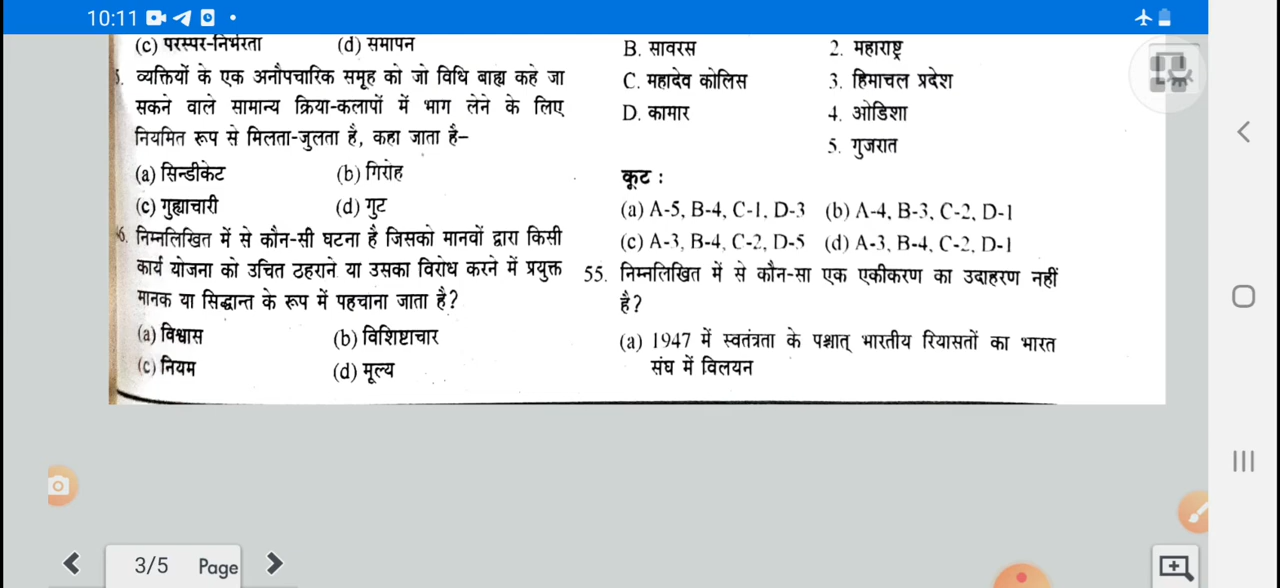 10:11
(c) परस्पर-निर्भरता (d) समापन
5. व्यक्तियों के एक अनौपचारिक समूह को जो विधि बाह्य कहे जा
सकने वाले सामान्य क्रिया-कलापों में भाग लेने के लिए
नियमित रूप से मिलता-जुलता है, कहा जाता है–
(a) सिन्डीकेट (b) गिरोह
(c) गुह्याचारी (d) गुट
6. निम्नलिखित में से कौन-सी घटना है जिसको मानवों द्वारा किसी
कार्य योजना को उचित ठहराने या उसका विरोध करने में प्रयुक्त
मानक या सिद्धान्त के रूप में पहचाना जाता है?
(a) विश्वास (b) विशिष्टाचार
(c) नियम (d) मूल्य
B. सावरस 2. महाराष्ट्र
C. महादेव कोलिस 3. हिमाचल प्रदेश
D. कामार 4. ओडिशा
5. गुजरात
कूट :
(a) A-5, B-4, C-1, D-3 (b) A-4, B-3, C-2, D-1
(c) A-3, B-4, C-2, D-5 (d) A-3, B-4, C-2, D-1
55. निम्नलिखित में से कौन-सा एक एकीकरण का उदाहरण नहीं
है?
(a) 1947 में स्वतंत्रता के पश्चात् भारतीय रियासतों का भारत
संघ में विलयन
3/5 Page